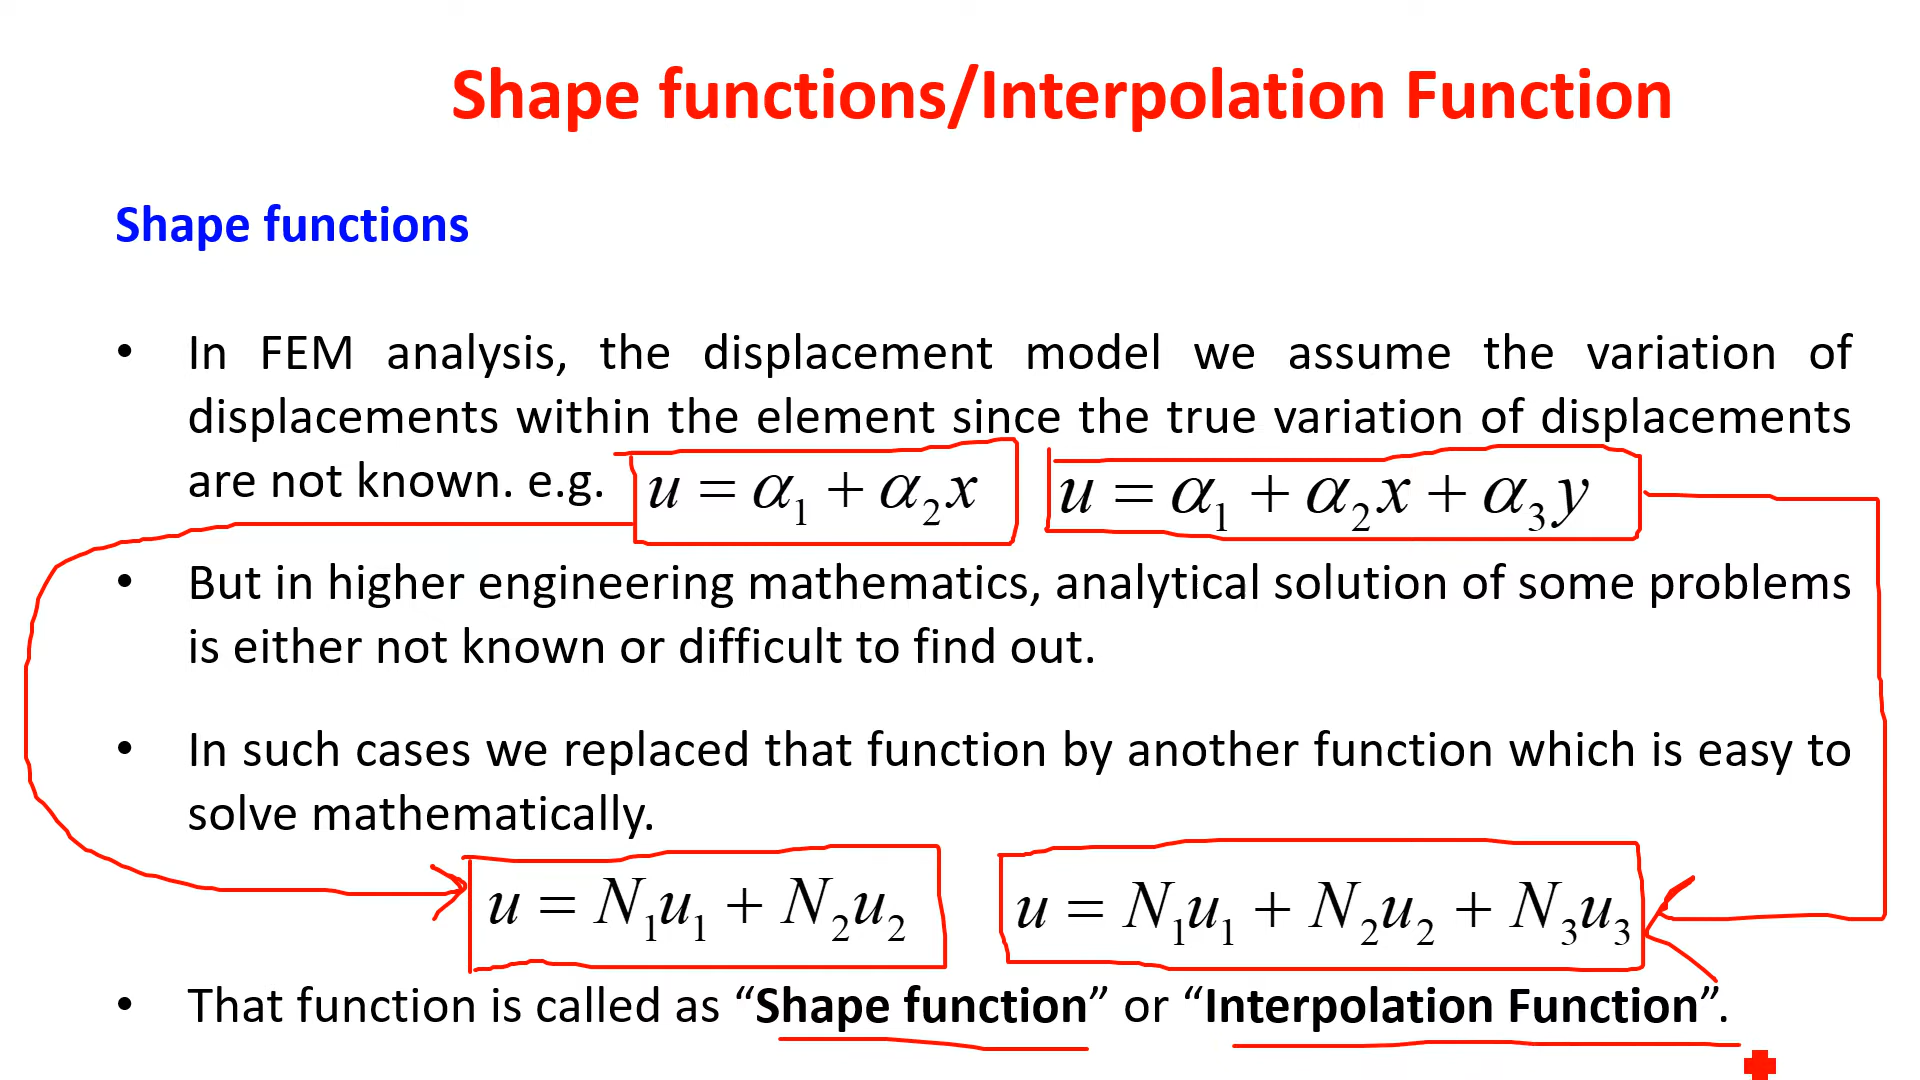 Shape functions/Interpolation Function
Shape functions
• In FEM analysis, the displacement model we assume the variation of
displacements within the element since the true variation of displacements
are not known. e.g. u = α₁ + α₂x   u = α₁ + α₂x + α₃y
• But in higher engineering mathematics, analytical solution of some problems
is either not known or difficult to find out.
• In such cases we replaced that function by another function which is easy to
solve mathematically.
u = N₁u₁ + N₂u₂   u = N₁u₁ + N₂u₂ + N₃u₃
• That function is called as “Shape function” or “Interpolation Function”.